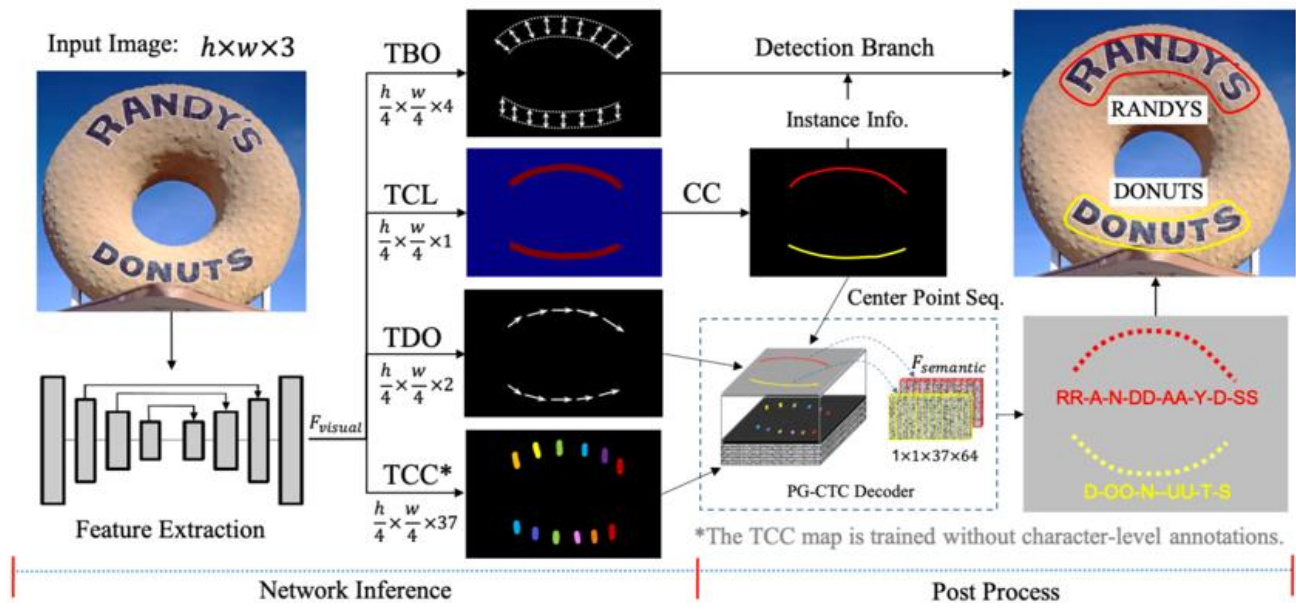 Input Image: h×w×3
RANDY'S
DONUTS
Feature Extraction
F_visual
TBO
h/4 × w/4 ×4
TCL
h/4 × w/4 ×1
TDO
h/4 × w/4 ×2
TCC*
h/4 × w/4 ×37
Detection Branch
Instance Info.
CC
Center Point Seq.
F_semantic
1×1×37×64
PG-CTC Decoder
RANDY'S
RANDYS
DONUTS
DONUTS
RR-A-N-DD-AA-Y-D-SS
D-OO-N--UU-T-S
*The TCC map is trained without character-level annotations.
Network Inference
Post Process